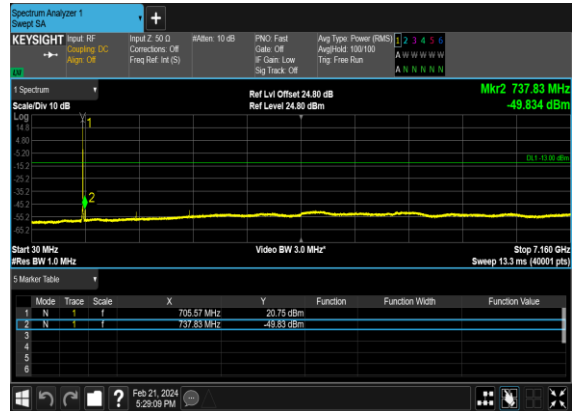 Spectrum Analyzer 1
Swept SA
+
KEYSIGHT Input: RF Input Z: 50 Ω #Atten: 10 dB PNO: Fast Avg Type: Power (RMS) 1 2 3 4 5 6
Coupling: DC Corrections: Off Gate: Off Avg|Hold: 100/100 A W W W W W
Align: Off Freq Ref: Int (S) IF Gain: Low Trig: Free Run
Sig Track: Off A N N N N N
1 Spectrum Ref Lvl Offset 24.80 dB Mkr2 737.83 MHz
Scale/Div 10 dB Ref Level 24.80 dBm -49.834 dBm
Log
14.8
4.80
-5.20
-15.2
-25.2
-35.2
-45.2
-55.2
-65.2
1
2
DL1 -13.00 dBm
Start 30 MHz Video BW 3.0 MHz* Stop 7.160 GHz
#Res BW 1.0 MHz Sweep 13.3 ms (40001 pts)
5 Marker Table
Mode Trace Scale X Y Function Function Width Function Value
1 N 1 f 705.57 MHz 20.75 dBm
2 N 1 f 737.83 MHz -49.83 dBm
3
4
5
6
? Feb 21, 2024
5:29:09 PM